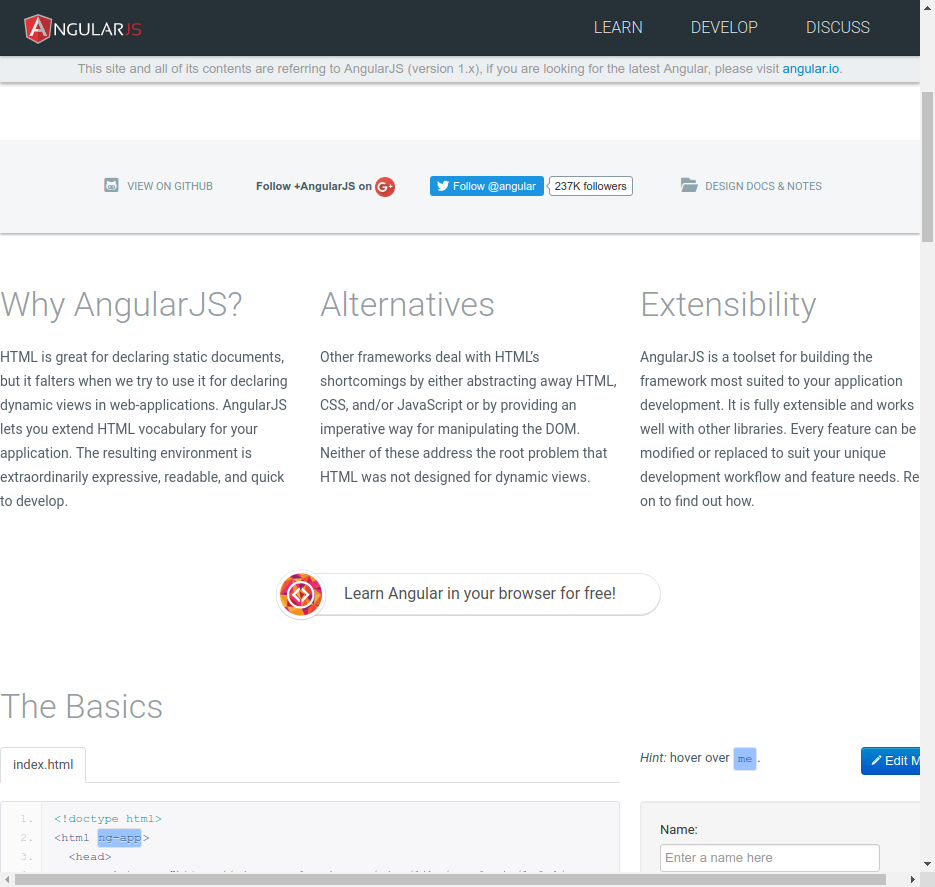 ANGULARJS
LEARN
DEVELOP
DISCUSS
This site and all of its contents are referring to AngularJS (version 1.x), if you are looking for the latest Angular, please visit angular.io.
VIEW ON GITHUB
Follow +AngularJS on G+
Follow @angular
237K followers
DESIGN DOCS & NOTES
Why AngularJS?
HTML is great for declaring static documents,
but it falters when we try to use it for declaring
dynamic views in web-applications. AngularJS
lets you extend HTML vocabulary for your
application. The resulting environment is
extraordinarily expressive, readable, and quick
to develop.
Alternatives
Other frameworks deal with HTML's
shortcomings by either abstracting away HTML,
CSS, and/or JavaScript or by providing an
imperative way for manipulating the DOM.
Neither of these address the root problem that
HTML was not designed for dynamic views.
Extensibility
AngularJS is a toolset for building the
framework most suited to your application
development. It is fully extensible and works
well with other libraries. Every feature can be
modified or replaced to suit your unique
development workflow and feature needs. Re
on to find out how.
Learn Angular in your browser for free!
The Basics
index.html
Hint: hover over me.
Edit M
1. <!doctype html>
2. <html ng-app>
3. <head>
Name:
Enter a name here